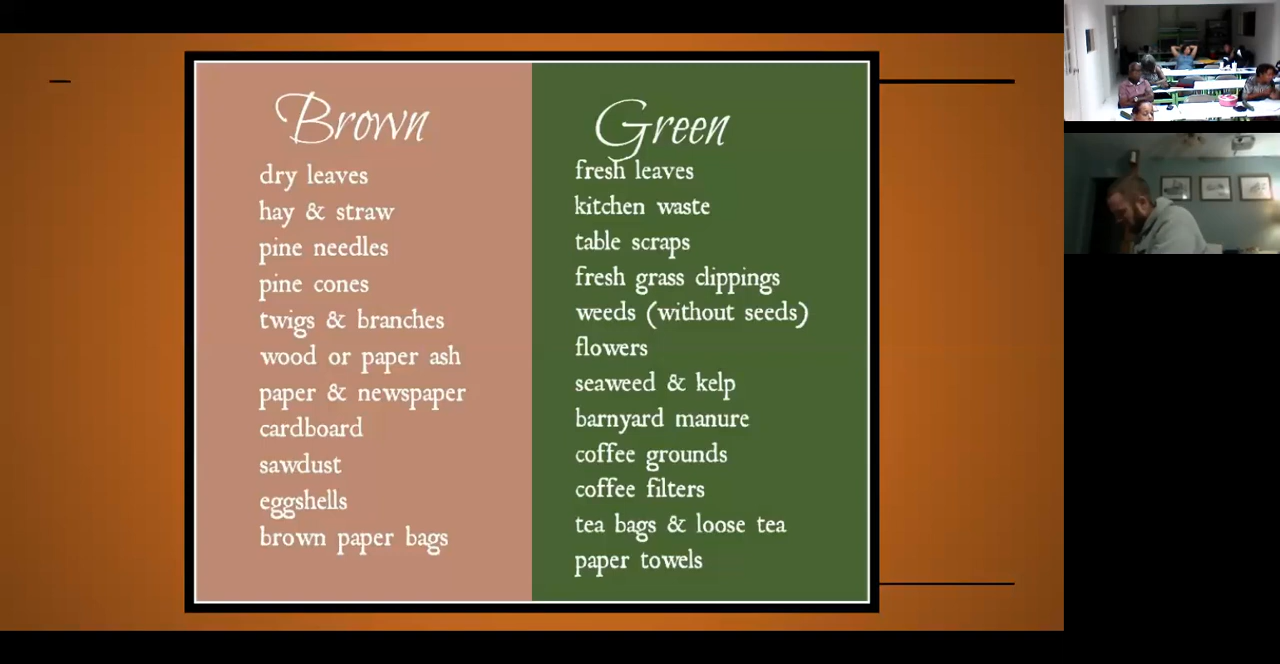 Brown
dry leaves
hay & straw
pine needles
pine cones
twigs & branches
wood or paper ash
paper & newspaper
cardboard
sawdust
eggshells
brown paper bags
Green
fresh leaves
kitchen waste
table scraps
fresh grass clippings
weeds (without seeds)
flowers
seaweed & kelp
barnyard manure
coffee grounds
coffee filters
tea bags & loose tea
paper towels